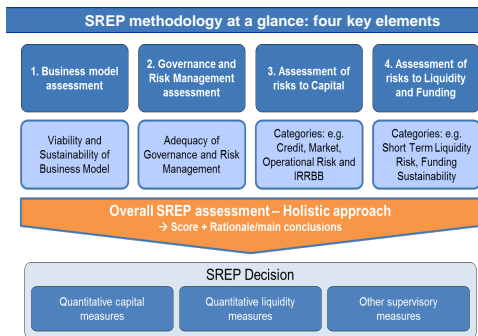 SREP methodology at a glance: four key elements
1. Business model
assessment
2. Governance and
Risk Management
assessment
3. Assessment of
risks to Capital
4. Assessment of
risks to Liquidity
and Funding
Viability and
Sustainability of
Business Model
Adequacy of
Governance and Risk
Management
Categories: e.g.
Credit, Market,
Operational Risk and
IRRBB
Categories: e.g.
Short Term Liquidity
Risk, Funding
Sustainability
Overall SREP assessment – Holistic approach
→ Score + Rationale/main conclusions
SREP Decision
Quantitative capital
measures
Quantitative liquidity
measures
Other supervisory
measures